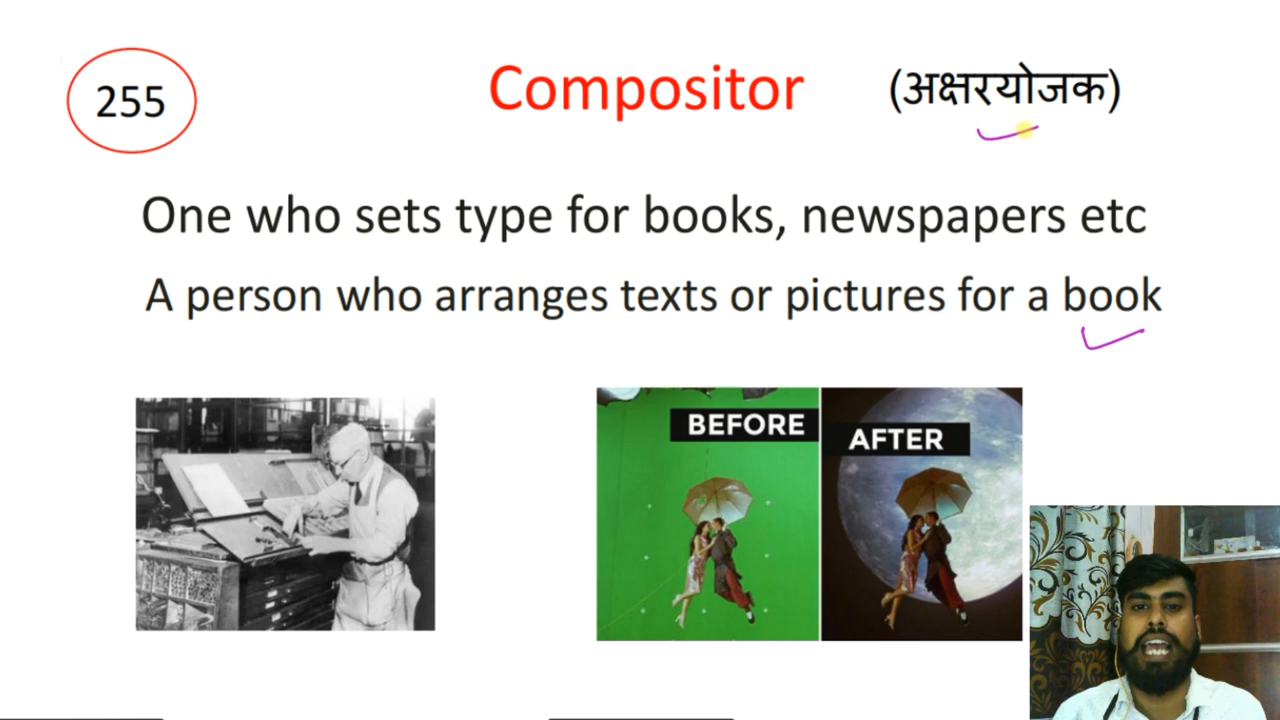 255
Compositor (अक्षरयोजक)
One who sets type for books, newspapers etc
A person who arranges texts or pictures for a book
BEFORE
AFTER